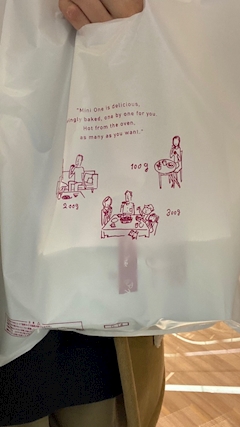 "Mini One is delicious,
ingly baked, one by one for you.
Hot from the oven,
as many as you want."
100g
200g
300g